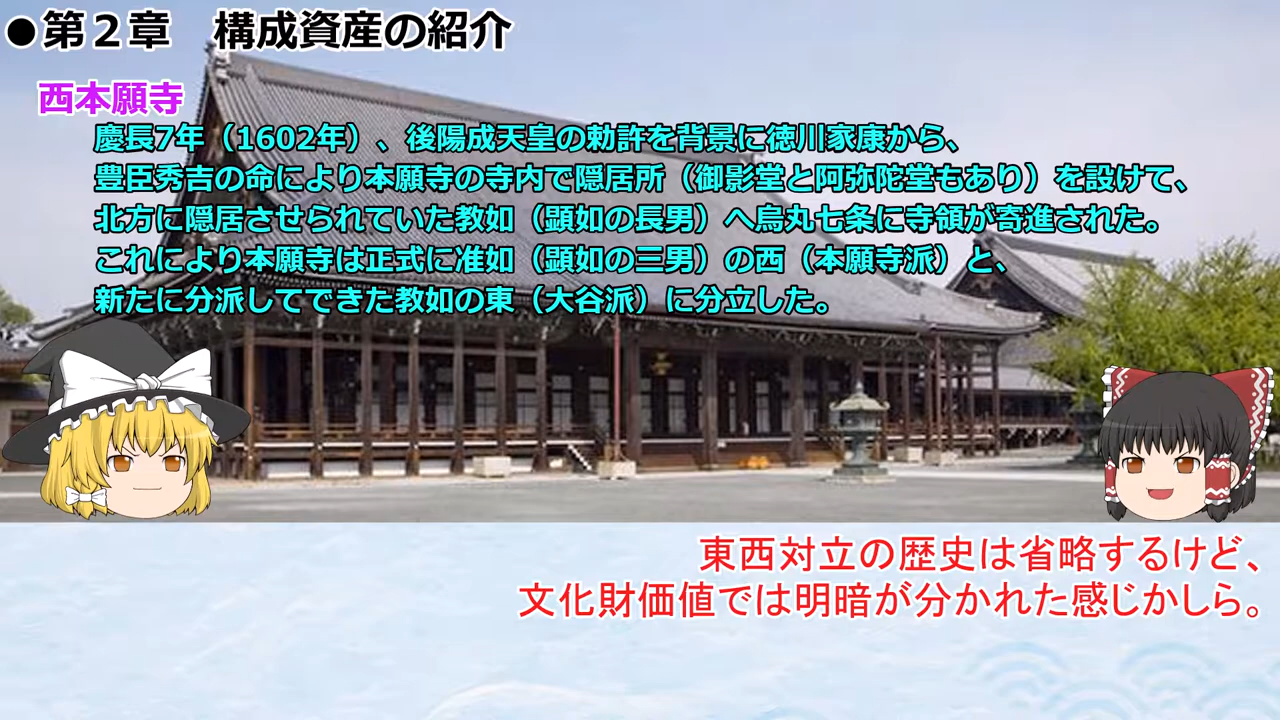 ●第２章　構成資産の紹介
西本願寺
慶長7年（1602年）、後陽成天皇の勅許を背景に徳川家康から、
豊臣秀吉の命により本願寺の寺内で隠居所（御影堂と阿弥陀堂もあり）を設けて、
北方に隠居させられていた教如（顕如の長男）へ烏丸七条に寺領が寄進された。
これにより本願寺は正式に准如（顕如の三男）の西（本願寺派）と、
新たに分派してできた教如の東（大谷派）に分立した。
東西対立の歴史は省略するけど、
文化財価値では明暗が分かれた感じかしら。